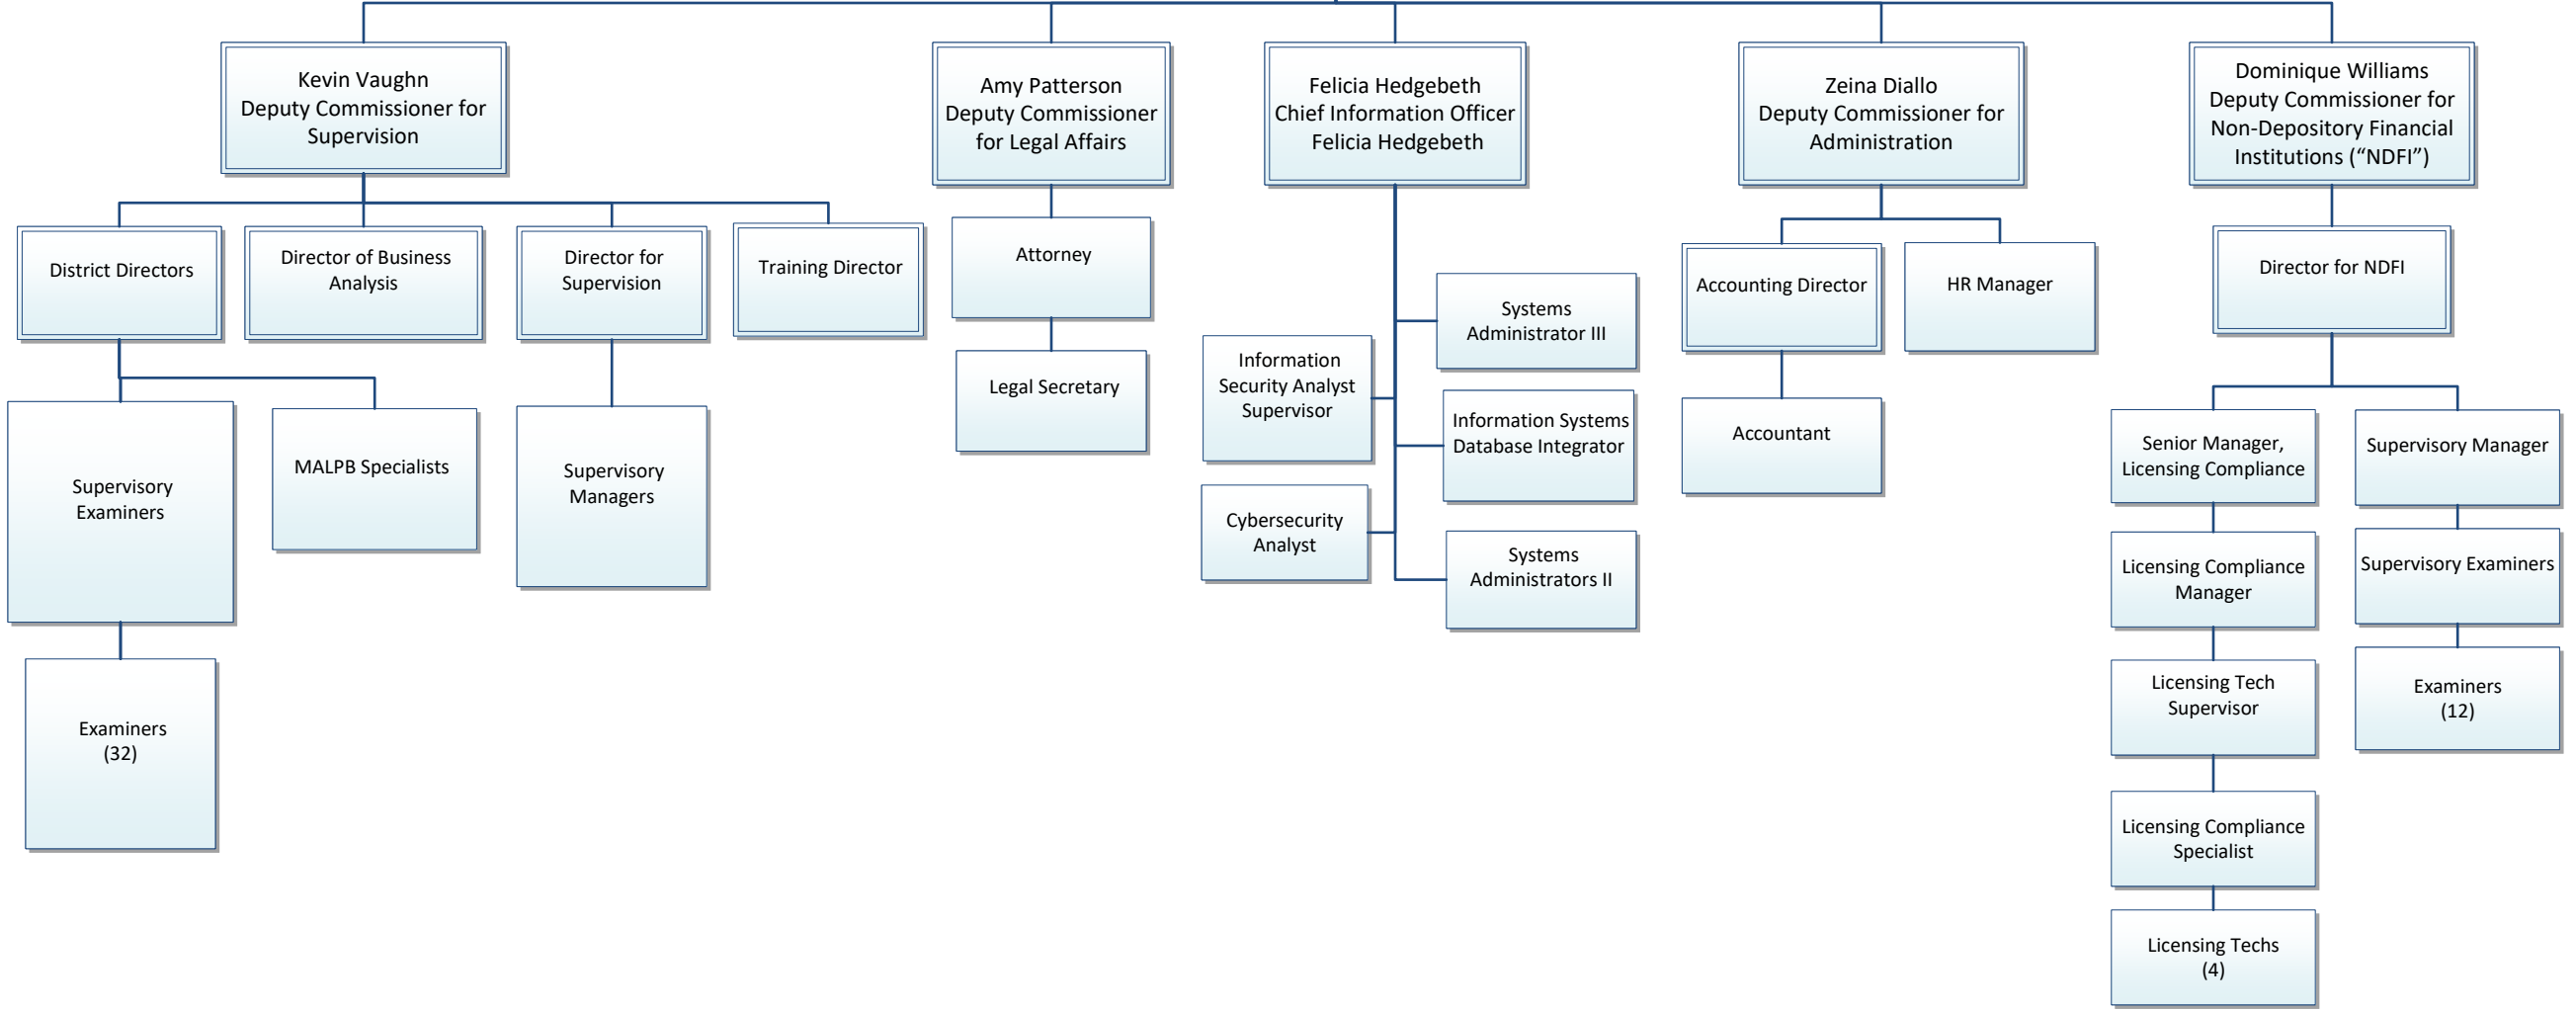 Kevin Vaughn
Deputy Commissioner for
Supervision
Amy Patterson
Deputy Commissioner
for Legal Affairs
Felicia Hedgebeth
Chief Information Officer
Felicia Hedgebeth
Zeina Diallo
Deputy Commissioner for
Administration
Dominique Williams
Deputy Commissioner for
Non-Depository Financial
Institutions (“NDFI”)
District Directors
Director of Business
Analysis
Director for
Supervision
Training Director
Attorney
Accounting Director
HR Manager
Director for NDFI
Systems
Administrator III
Information
Security Analyst
Supervisor
Legal Secretary
Information Systems
Database Integrator
Accountant
Senior Manager,
Licensing Compliance
Supervisory Manager
Supervisory
Examiners
MALPB Specialists
Supervisory
Managers
Cybersecurity
Analyst
Systems
Administrators II
Licensing Compliance
Manager
Supervisory Examiners
Examiners
(32)
Licensing Tech
Supervisor
Examiners
(12)
Licensing Compliance
Specialist
Licensing Techs
(4)